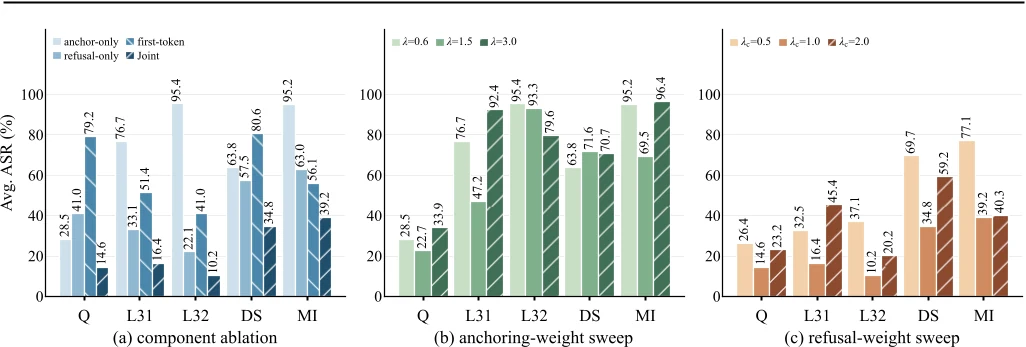 anchor-only first-token
refusal-only Joint
λ=0.6 λ=1.5 λ=3.0
λc=0.5 λc=1.0 λc=2.0
Avg. ASR (%)
100
80
60
40
20
0
28.5 41.0 79.2 14.6
76.7 33.1 51.4 16.4
95.4 22.1 41.0 10.2
63.8 57.5 80.6 34.8
95.2 63.0 56.1 39.2
Q L31 L32 DS MI
(a) component ablation
100
80
60
40
20
0
28.5 22.7 33.9
76.7 47.2 92.4
95.4 93.3 79.6
63.8 71.6 70.7
95.2 69.5 96.4
Q L31 L32 DS MI
(b) anchoring-weight sweep
100
80
60
40
20
0
26.4 14.6 23.2
32.5 16.4 45.4
37.1 10.2 20.2
69.7 34.8 59.2
77.1 39.2 40.3
Q L31 L32 DS MI
(c) refusal-weight sweep